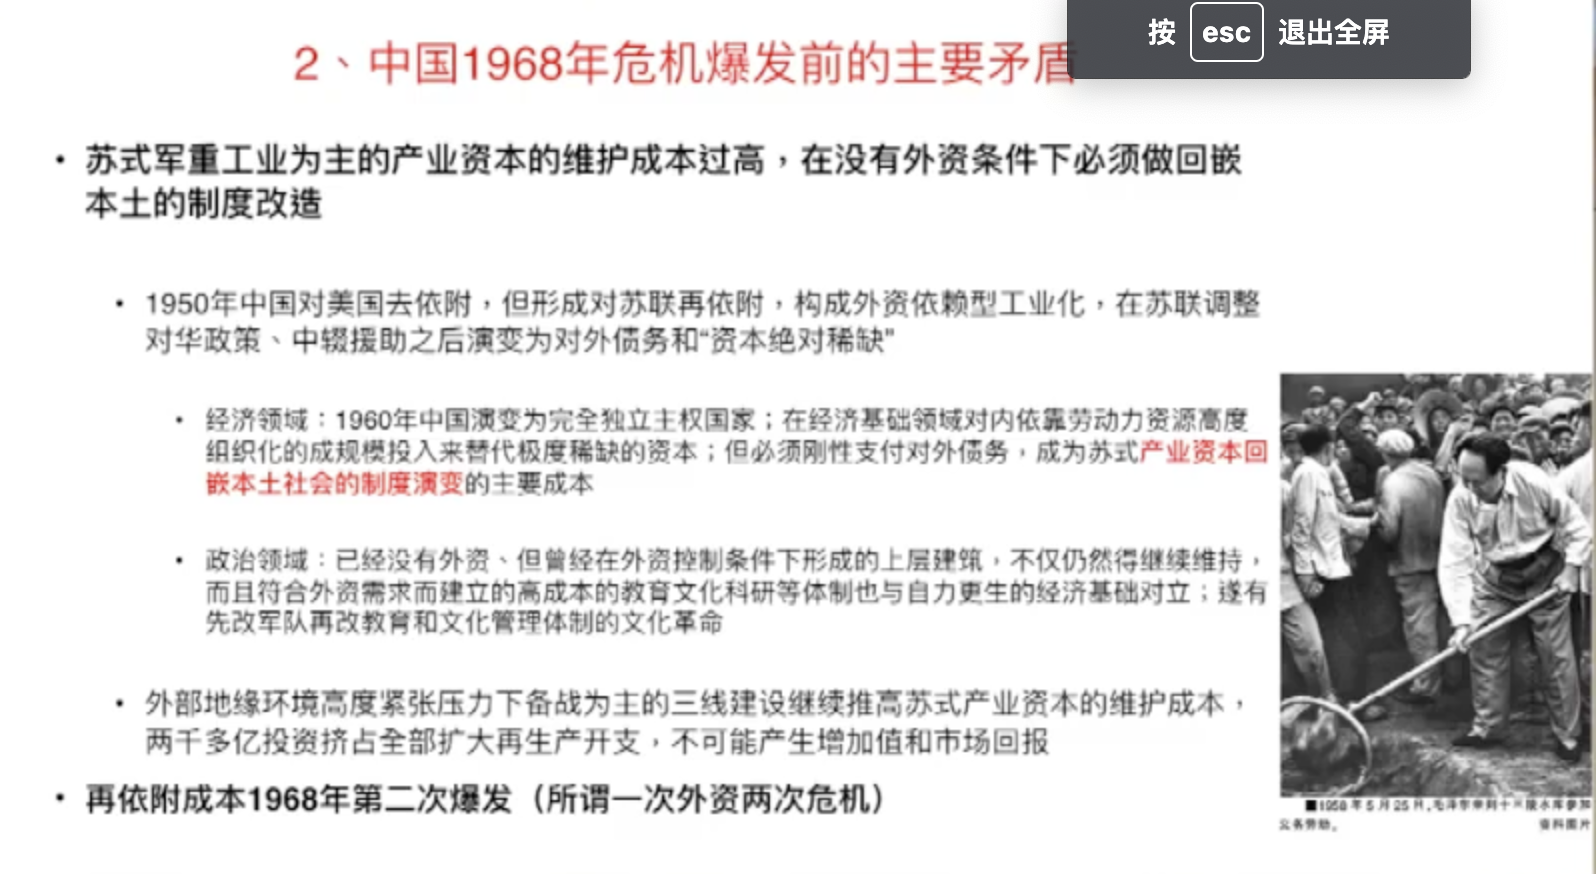 按 esc 退出全屏
2、中国1968年危机爆发前的主要矛盾
• 苏式军重工业为主的产业资本的维护成本过高，在没有外资条件下必须做回嵌
本土的制度改造
• 1950年中国对美国去依附，但形成对苏联再依附，构成外资依赖型工业化，在苏联调整
对华政策、中辍援助之后演变为对外债务和“资本绝对稀缺”
• 经济领域：1960年中国演变为完全独立主权国家；在经济基础领域对内依靠劳动力资源高度
组织化的成规模投入来替代极度稀缺的资本；但必须刚性支付对外债务，成为苏式产业资本回
嵌本土社会的制度演变的主要成本
• 政治领域：已经没有外资、但曾经在外资控制条件下形成的上层建筑，不仅仍然得继续维持，
而且符合外资需求而建立的高成本的教育文化科研等体制也与自力更生的经济基础对立；遂有
先改军队再改教育和文化管理体制的文化革命
• 外部地缘环境高度紧张压力下备战为主的三线建设继续推高苏式产业资本的维护成本，
两千多亿投资挤占全部扩大再生产开支，不可能产生增加值和市场回报
• 再依附成本1968年第二次爆发（所谓一次外资两次危机）
■1958年5月25日，毛泽东来到十三陵水库参加
义务劳动。 资料图片